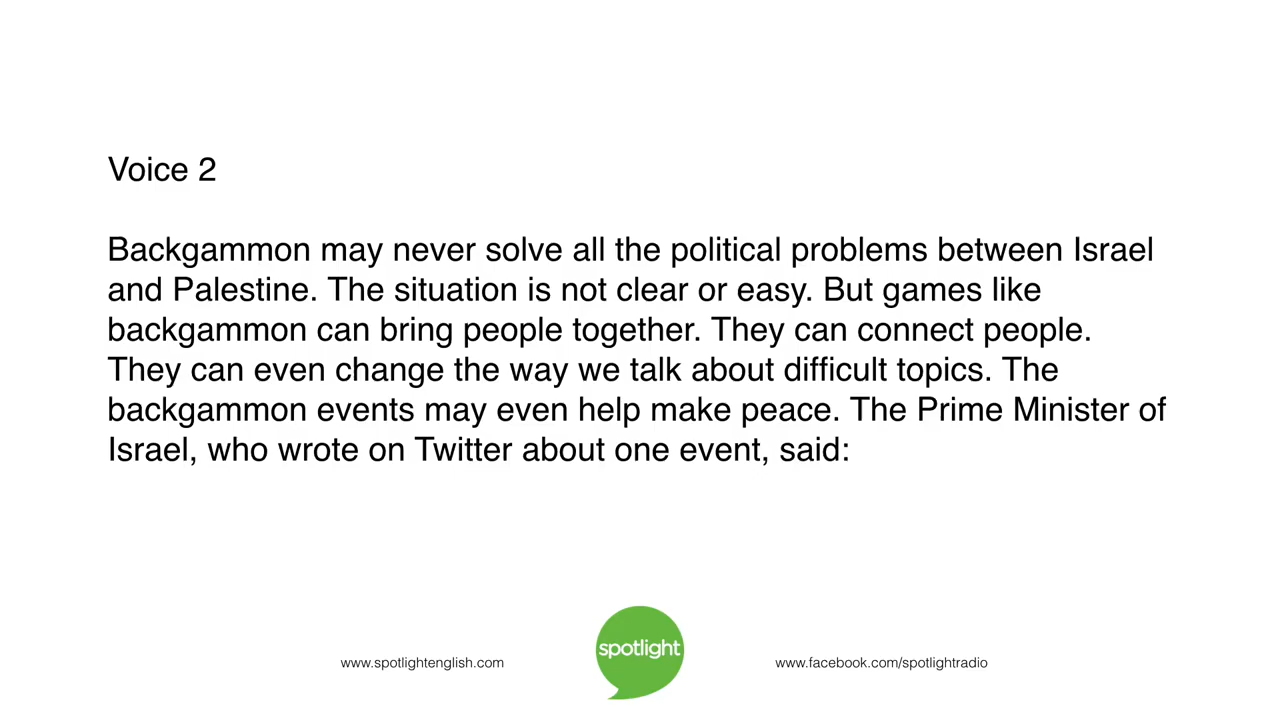 Voice 2
Backgammon may never solve all the political problems between Israel
and Palestine. The situation is not clear or easy. But games like
backgammon can bring people together. They can connect people.
They can even change the way we talk about difficult topics. The
backgammon events may even help make peace. The Prime Minister of
Israel, who wrote on Twitter about one event, said:
www.spotlightenglish.com
spotlight
www.facebook.com/spotlightradio